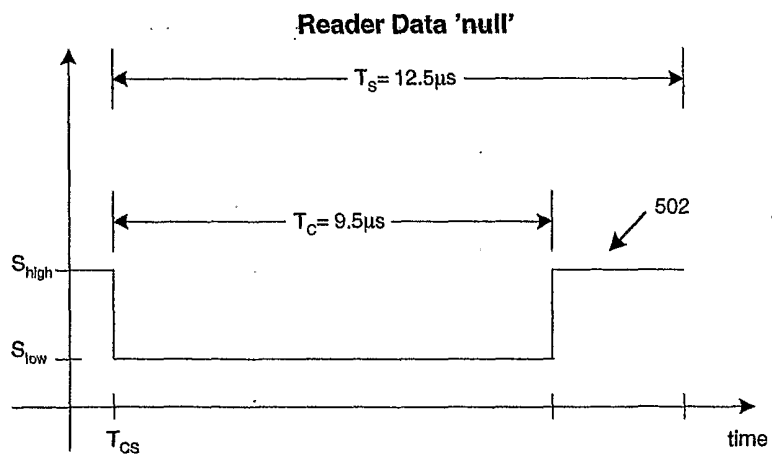 Reader Data 'null'
T_S= 12.5μs
T_C= 9.5μs
502
S_high
S_low
T_CS
time